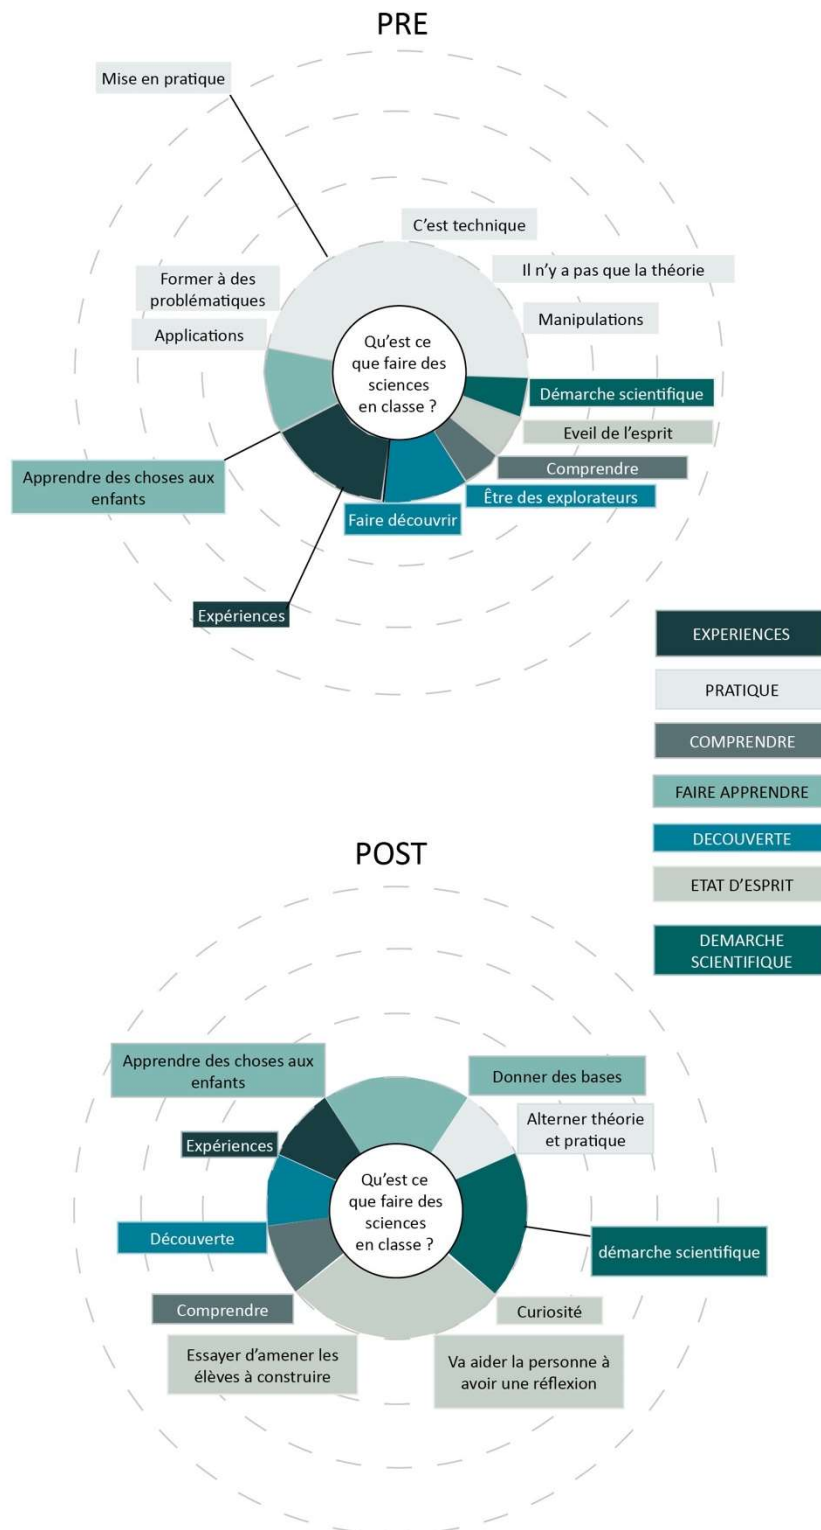 PRE
Mise en pratique
C'est technique
Il n'y a pas que la théorie
Former à des
problématiques
Manipulations
Applications
Qu'est ce
que faire des
sciences
en classe ?
Démarche scientifique
Eveil de l'esprit
Comprendre
Être des explorateurs
Faire découvrir
Apprendre des choses aux
enfants
Expériences
EXPERIENCES
PRATIQUE
COMPRENDRE
FAIRE APPRENDRE
DECOUVERTE
ETAT D'ESPRIT
DEMARCHE
SCIENTIFIQUE
POST
Apprendre des choses aux
enfants
Donner des bases
Alterner théorie
et pratique
Expériences
Qu'est ce
que faire des
sciences
en classe ?
Découverte
démarche scientifique
Comprendre
Curiosité
Essayer d'amener les
élèves à construire
Va aider la personne à
avoir une réflexion